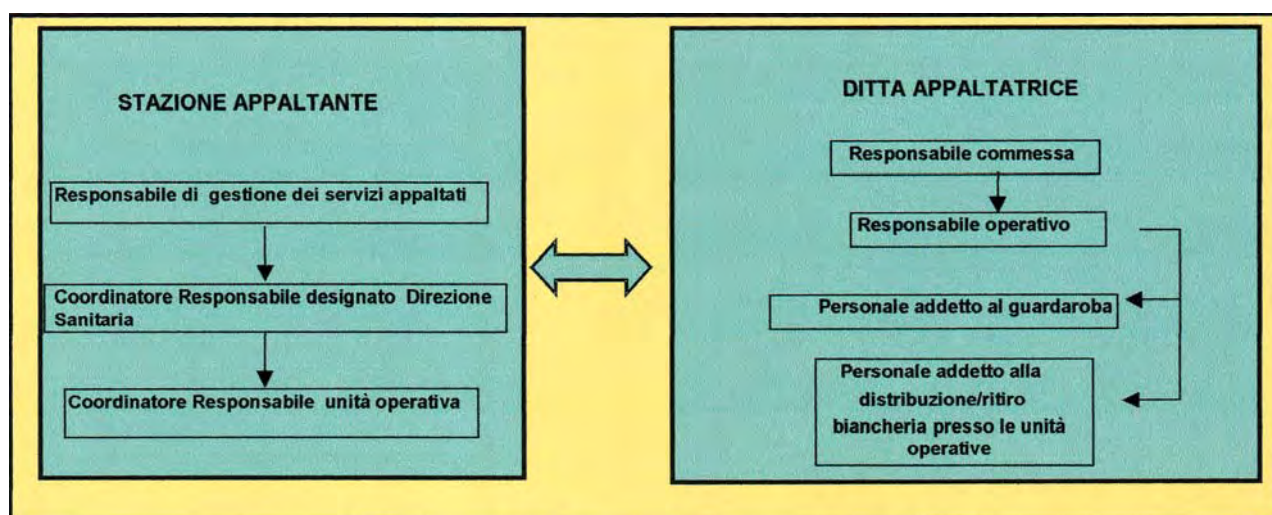 STAZIONE APPALTANTE
Responsabile di gestione dei servizi appaltati
Coordinatore Responsabile designato Direzione
Sanitaria
Coordinatore Responsabile unità operativa
DITTA APPALTATRICE
Responsabile commessa
Responsabile operativo
Personale addetto al guardaroba
Personale addetto alla
distribuzione/ritiro
biancheria presso le unità
operative